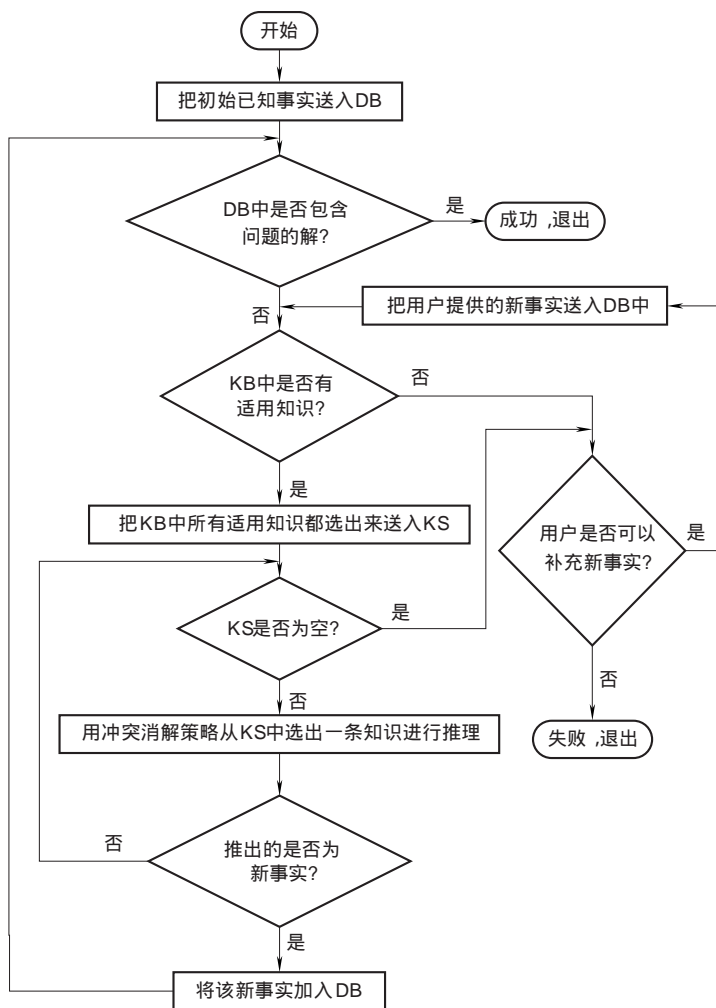 开始
把初始已知事实送入DB
DB中是否包含
问题的解?
是
成功,退出
把用户提供的新事实送入DB中
否
KB中是否有
适用知识?
否
是
把KB中所有适用知识都选出来送入KS
用户是否可以
补充新事实?
是
KS是否为空?
是
否
否
用冲突消解策略从KS中选出一条知识进行推理
失败,退出
否
推出的是否为
新事实?
是
将该新事实加入DB